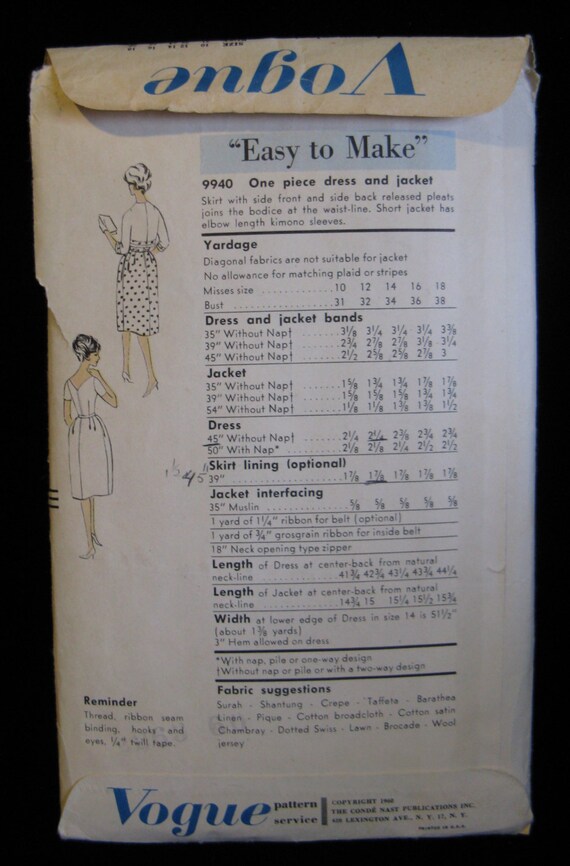 Vogue
"Easy to Make"
9940 One piece dress and jacket
Skirt with side front and side back released pleats
joins the bodice at the waist-line. Short jacket has
elbow length kimono sleeves.
Yardage
Diagonal fabrics are not suitable for jacket
No allowance for matching plaid or stripes
Misses size 10 12 14 16 18
Bust 31 32 34 36 38
Dress and jacket bands
35" Without Nap† 3⅛ 3¼ 3¼ 3¼ 3⅜
39" Without Nap† 2¾ 2⅞ 2⅞ 3⅛ 3¼
45" Without Nap† 2½ 2⅝ 2⅝ 2⅞ 3
Jacket
35" Without Nap† 1⅝ 1¾ 1¾ 1⅞ 1⅞
39" Without Nap† 1⅝ 1⅝ 1⅝ 1¾ 1¾
54" Without Nap† 1⅛ 1⅛ 1⅜ 1⅜ 1½
Dress
45" Without Nap† 2¼ 2¼ 2⅜ 2¾ 2¾
50" With Nap* 2⅛ 2⅛ 2¼ 2½ 2½
Skirt lining (optional)
45"
39" 1⅞ 1⅞ 1⅞ 1⅞ 1⅞
Jacket interfacing
35" Muslin ⅝ ⅝ ⅝ ⅝ ⅝
1 yard of 1¼" ribbon for belt (optional)
1 yard of ¾" grosgrain ribbon for inside belt
18" Neck opening type zipper
Length of Dress at center-back from natural
neck-line 41¾ 42¾ 43¼ 43¾ 44¼
Length of Jacket at center-back from natural
neck-line 14¾ 15 15¼ 15½ 15¾
Width at lower edge of Dress in size 14 is 51½"
(about 1⅜ yards)
3" Hem allowed on dress
*With nap, pile or one-way design
†Without nap or pile or with a two-way design
Reminder
Thread, ribbon seam
binding, hooks and
eyes, ¼" twill tape.
Fabric suggestions
Surah - Shantung - Crepe - Taffeta - Barathea
Linen - Pique - Cotton broadcloth - Cotton satin
Chambray - Dotted Swiss - Lawn - Brocade - Wool
jersey
Vogue pattern service
COPYRIGHT 1960
THE CONDÉ NAST PUBLICATIONS INC.
420 LEXINGTON AVE., N. Y. 17, N. Y.
PRINTED IN U.S.A.